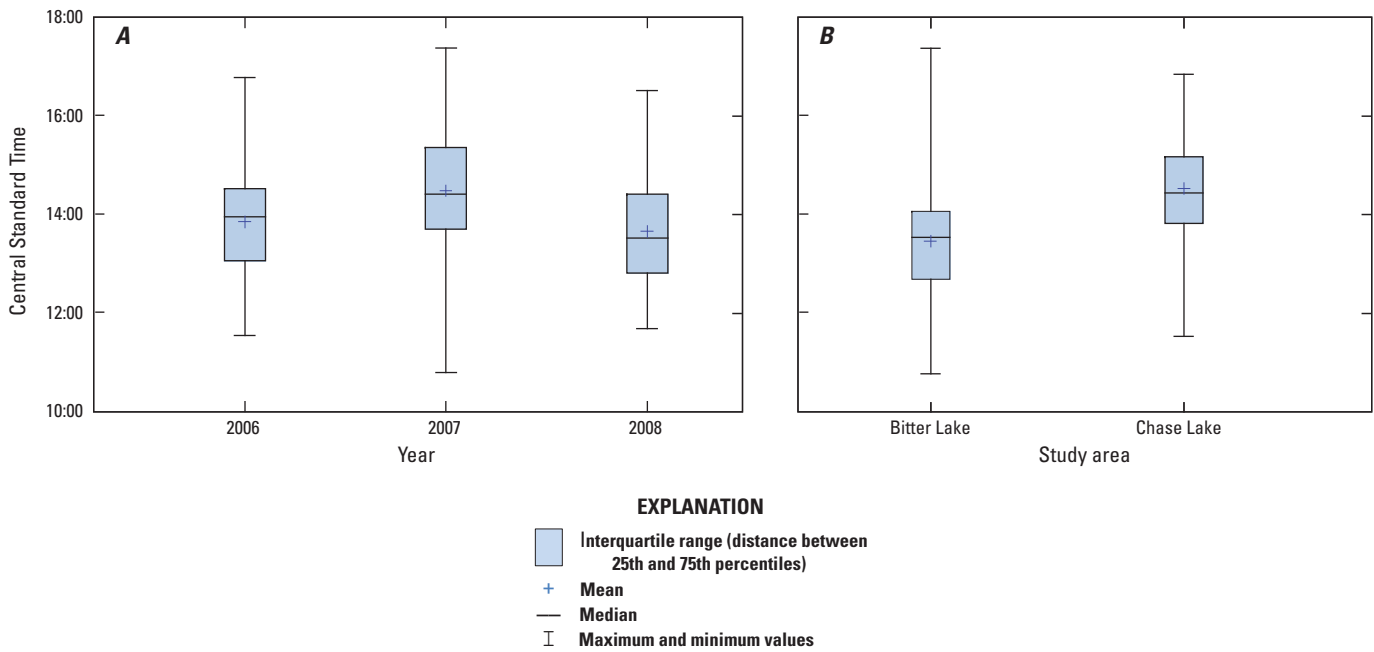 18:00
16:00
14:00
12:00
10:00
Central Standard Time
A
2006
2007
2008
Year
B
Bitter Lake
Chase Lake
Study area
EXPLANATION
Interquartile range (distance between
25th and 75th percentiles)
Mean
Median
Maximum and minimum values